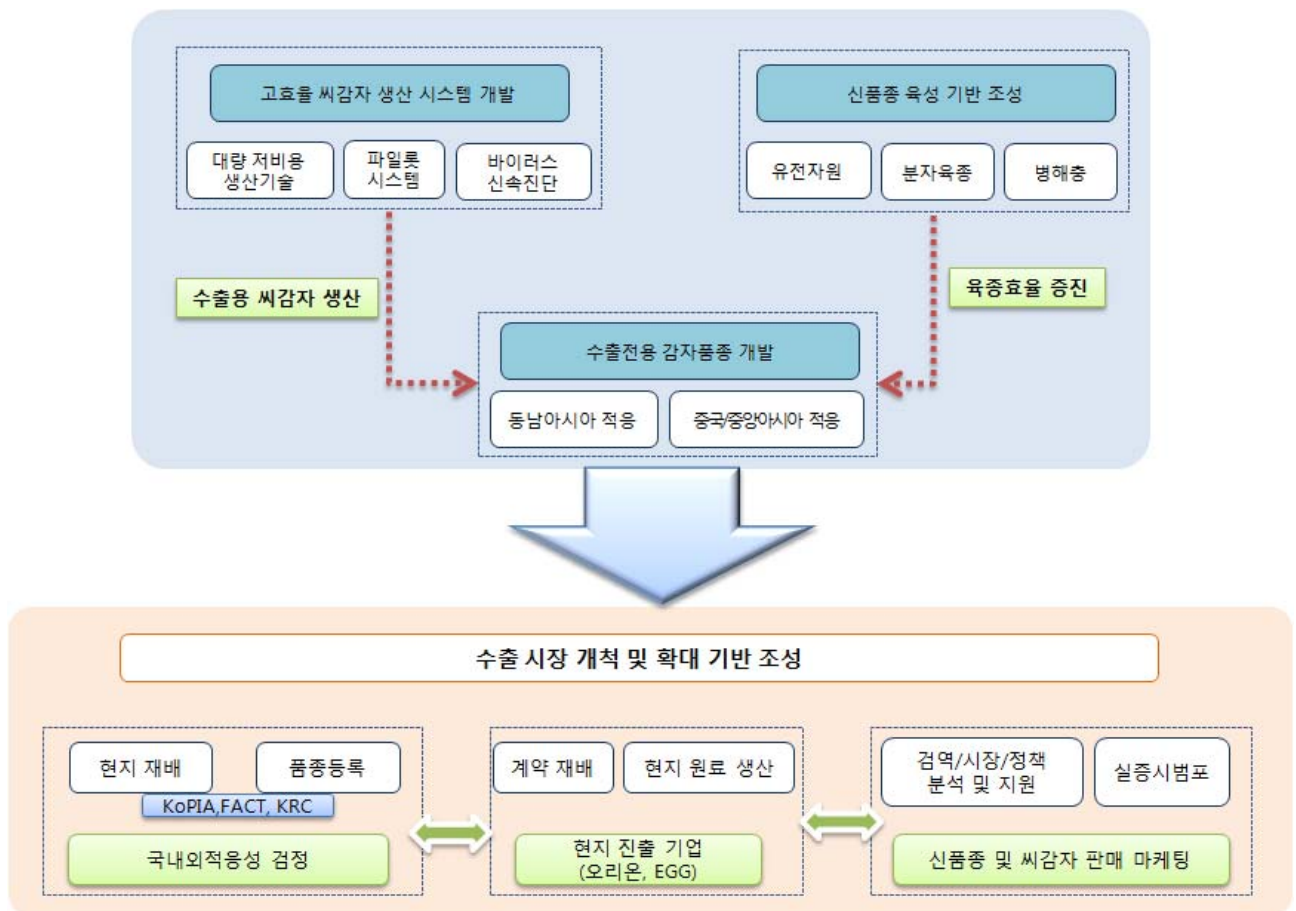 고효율 씨감자 생산 시스템 개발
대량 저비용
생산기술
파일롯
시스템
바이러스
신속진단
신품종 육성 기반 조성
유전자원
분자육종
병해충
수출용 씨감자 생산
육종효율 증진
수출전용 감자품종 개발
동남아시아 적응
중국/중앙아시아 적응
수출 시장 개척 및 확대 기반 조성
현지 재배
품종등록
KoPIA,FACT, KRC
국내외적응성 검정
계약 재배
현지 원료 생산
현지 진출 기업
(오리온, EGG)
검역/시장/정책
분석 및 지원
실증시범포
신품종 및 씨감자 판매 마케팅